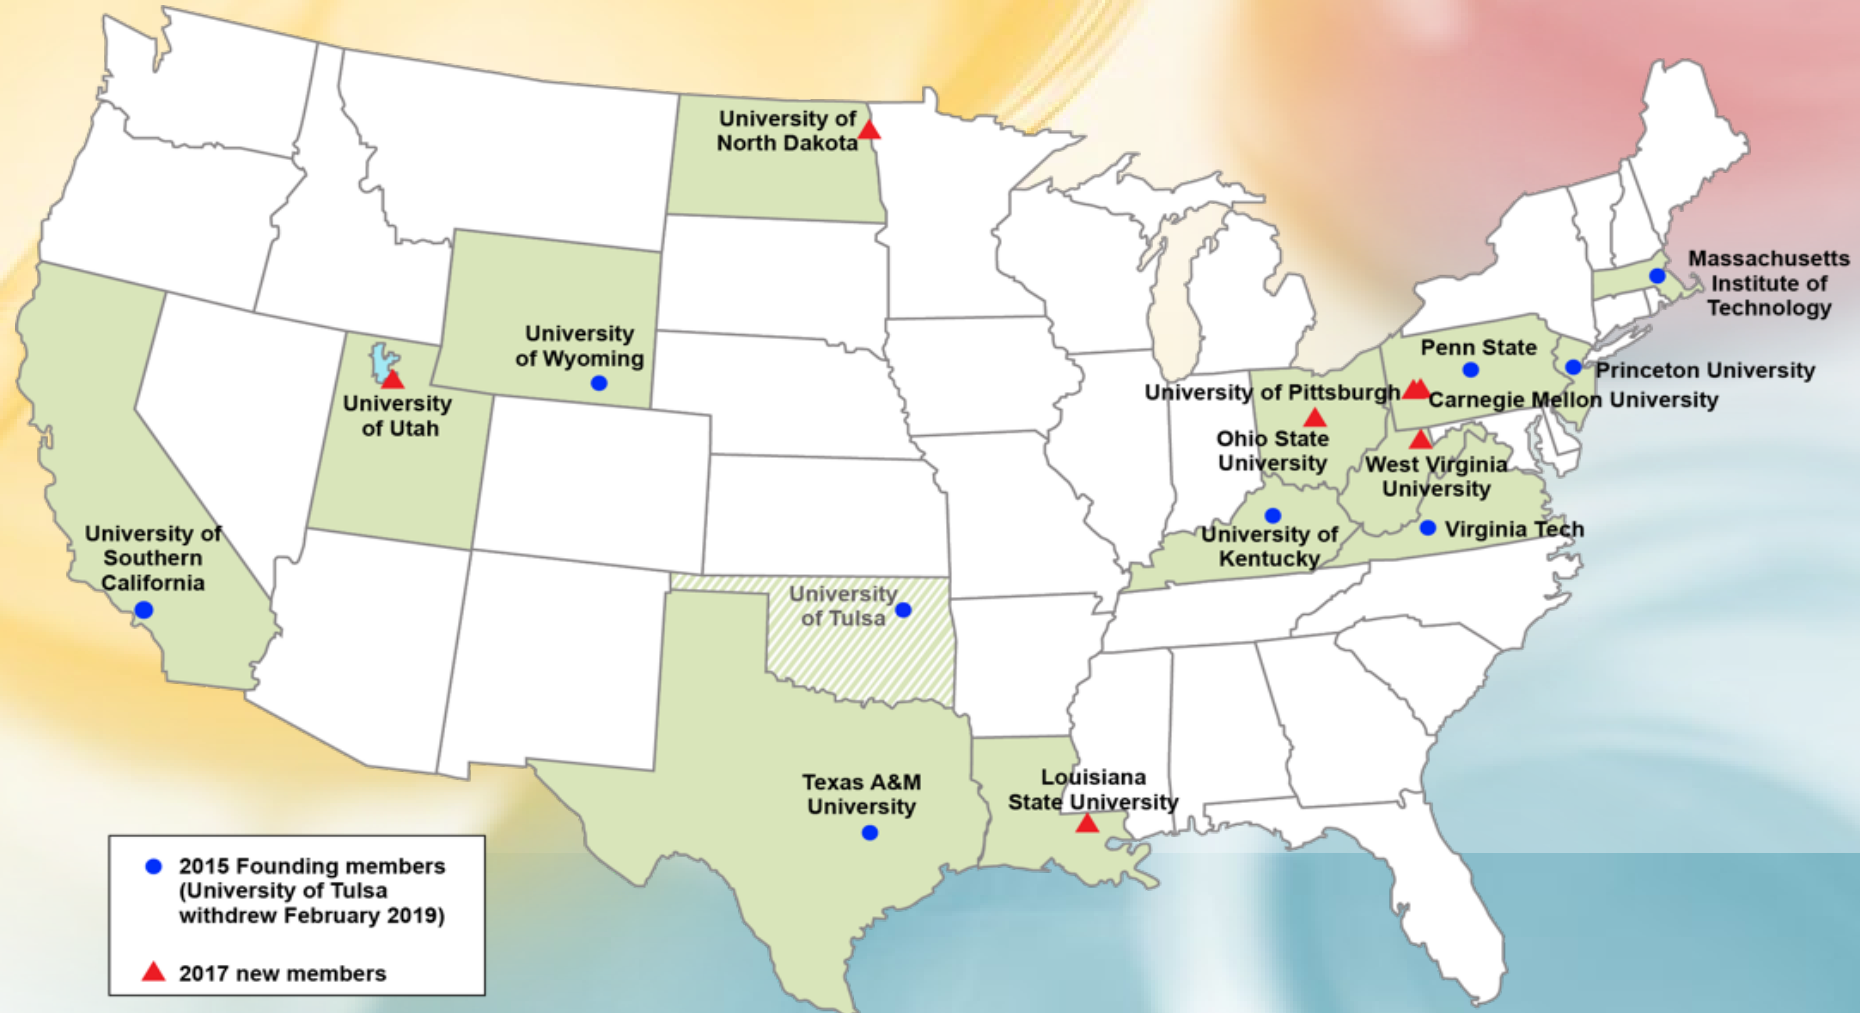 University of
North Dakota
Massachusetts
Institute of
Technology
University
of Wyoming
Penn State
Princeton University
University of Pittsburgh
Carnegie Mellon University
University
of Utah
Ohio State
University
West Virginia
University
University of
Southern
California
University of
Kentucky
Virginia Tech
University
of Tulsa
Texas A&M
University
Louisiana
State University
2015 Founding members
(University of Tulsa
withdrew February 2019)
2017 new members